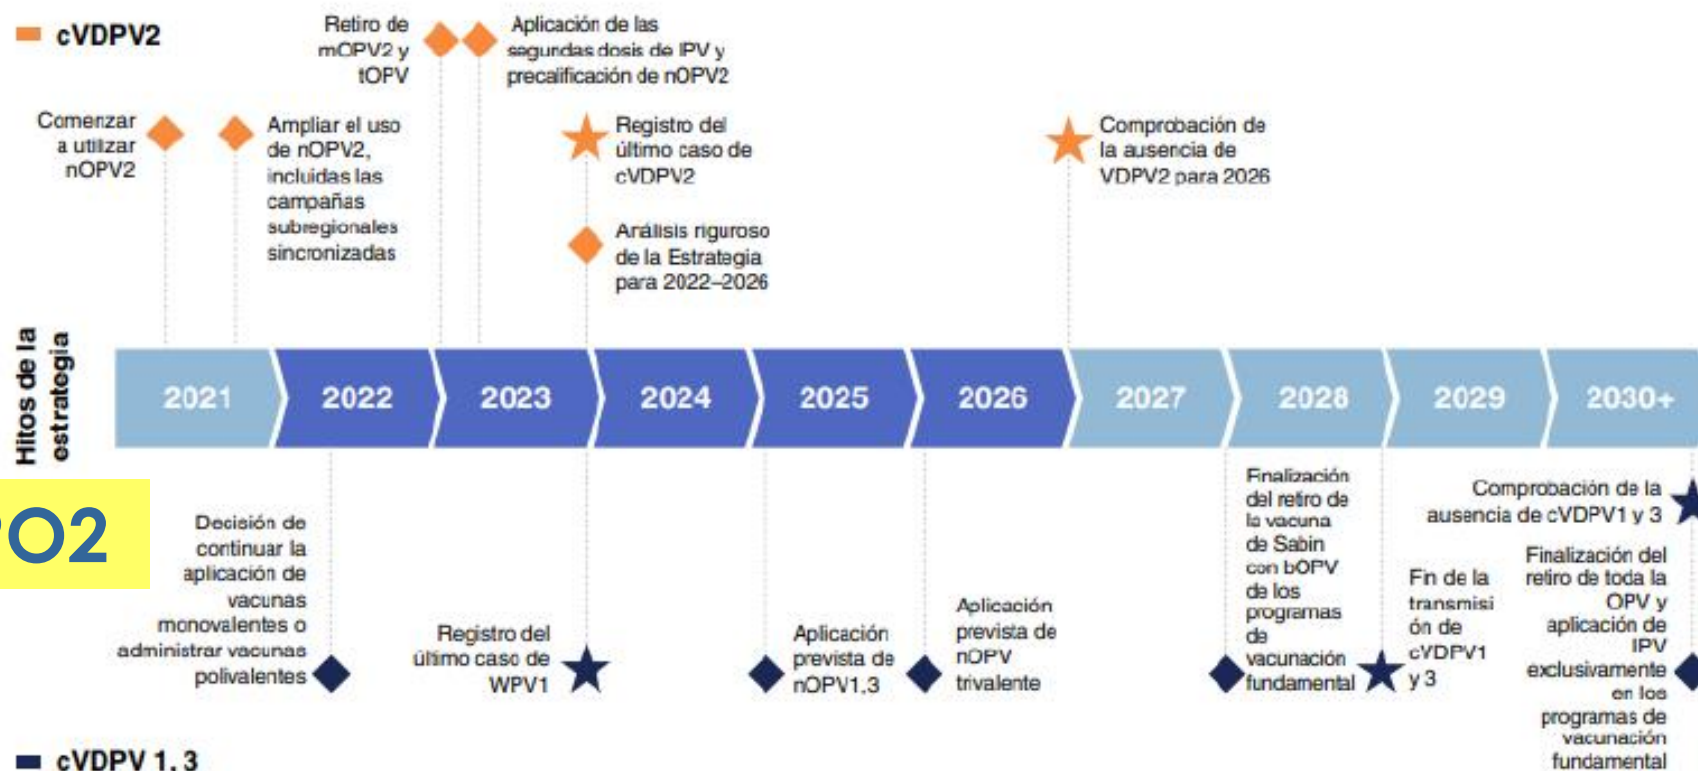 cVDPV2
Retiro de
mOPV2 y
tOPV
Aplicación de las
segundas dosis de IPV y
precalificación de nOPV2
Comenzar
a utilizar
nOPV2
Ampliar el uso
de nOPV2,
incluidas las
campañas
subregionales
sincronizadas
Registro del
último caso de
cVDPV2
Análisis riguroso
de la Estrategia
para 2022–2026
Comprobación de
la ausencia de
VDPV2 para 2026
Hitos de la
estrategia
2021
2022
2023
2024
2025
2026
2027
2028
2029
2030+
O2
Decisión de
continuar la
aplicación de
vacunas
monovalentes o
administrar vacunas
polivalentes
Registro del
último caso de
WPV1
Aplicación
prevista de
nOPV1,3
Aplicación
prevista de
nOPV
trivalente
Finalización
del retiro de
la vacuna
de Sabin
con bOPV
de los
programas
de
vacunación
fundamental
Fin de la
transmisi
ón de
cVDPV1
y 3
Comprobación de la
ausencia de cVDPV1 y 3
Finalización del
retiro de toda la
OPV y
aplicación de
IPV
exclusivamente
en los
programas de
vacunación
fundamental
cVDPV 1, 3